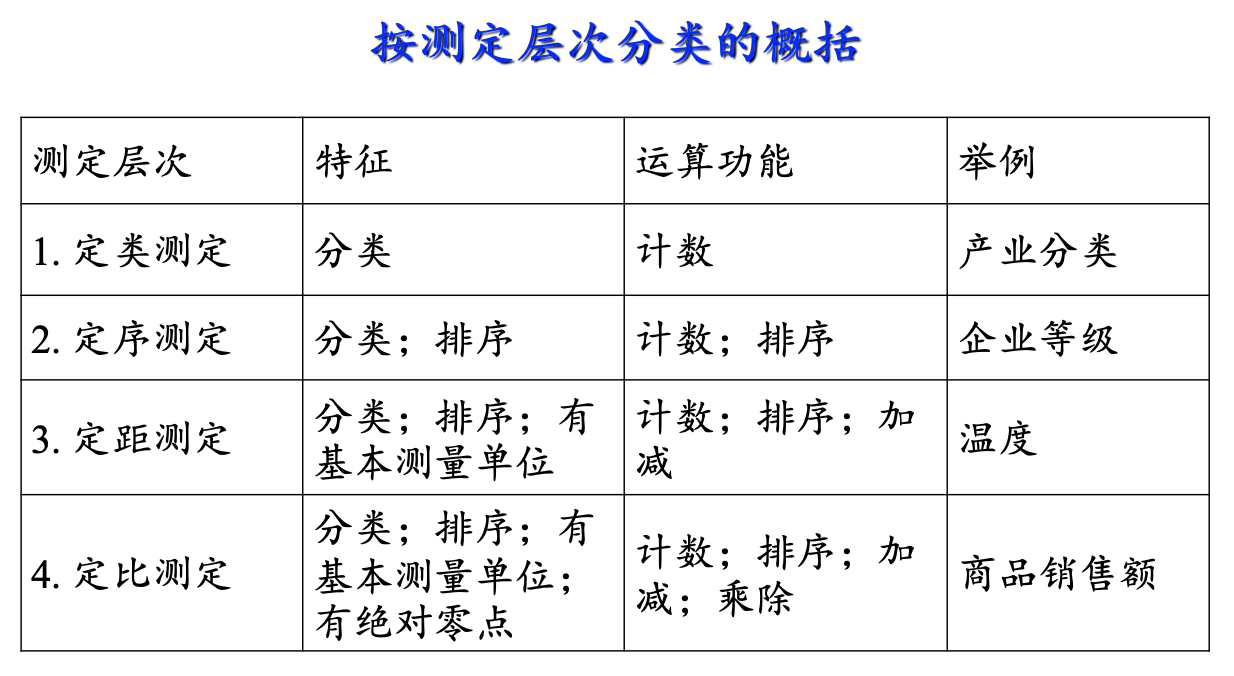 按测定层次分类的概括
测定层次 特征 运算功能 举例
1. 定类测定 分类 计数 产业分类
2. 定序测定 分类；排序 计数；排序 企业等级
3. 定距测定
分类；排序；有
基本测量单位
计数；排序；加
减
温度
4. 定比测定
分类；排序；有
基本测量单位；
有绝对零点
计数；排序；加
减；乘除
商品销售额